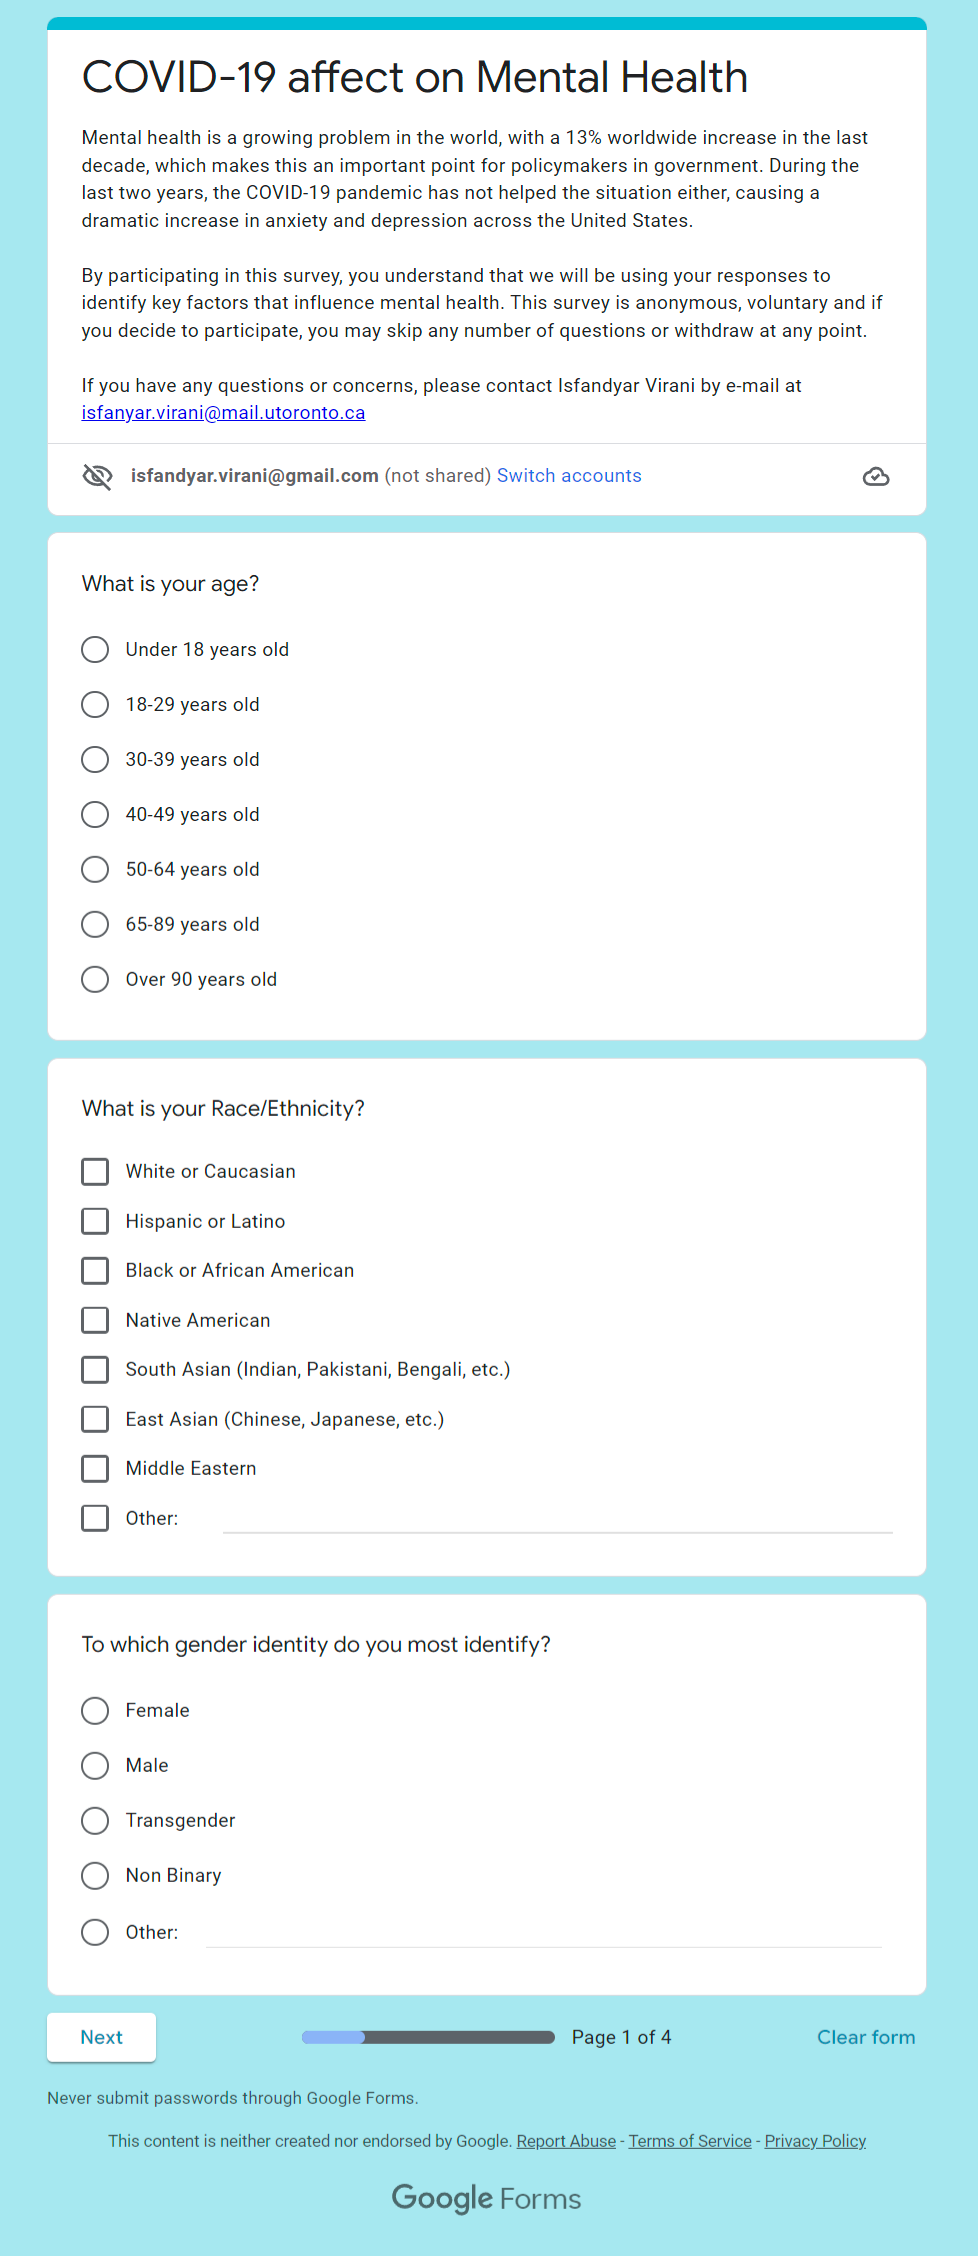 COVID-19 affect on Mental Health
Mental health is a growing problem in the world, with a 13% worldwide increase in the last
decade, which makes this an important point for policymakers in government. During the
last two years, the COVID-19 pandemic has not helped the situation either, causing a
dramatic increase in anxiety and depression across the United States.
By participating in this survey, you understand that we will be using your responses to
identify key factors that influence mental health. This survey is anonymous, voluntary and if
you decide to participate, you may skip any number of questions or withdraw at any point.
If you have any questions or concerns, please contact Isfandyar Virani by e-mail at
isfanyar.virani@mail.utoronto.ca
isfandyar.virani@gmail.com (not shared) Switch accounts
What is your age?
Under 18 years old
18-29 years old
30-39 years old
40-49 years old
50-64 years old
65-89 years old
Over 90 years old
What is your Race/Ethnicity?
White or Caucasian
Hispanic or Latino
Black or African American
Native American
South Asian (Indian, Pakistani, Bengali, etc.)
East Asian (Chinese, Japanese, etc.)
Middle Eastern
Other:
To which gender identity do you most identify?
Female
Male
Transgender
Non Binary
Other:
Next Page 1 of 4 Clear form
Never submit passwords through Google Forms.
This content is neither created nor endorsed by Google. Report Abuse - Terms of Service - Privacy Policy
Google Forms